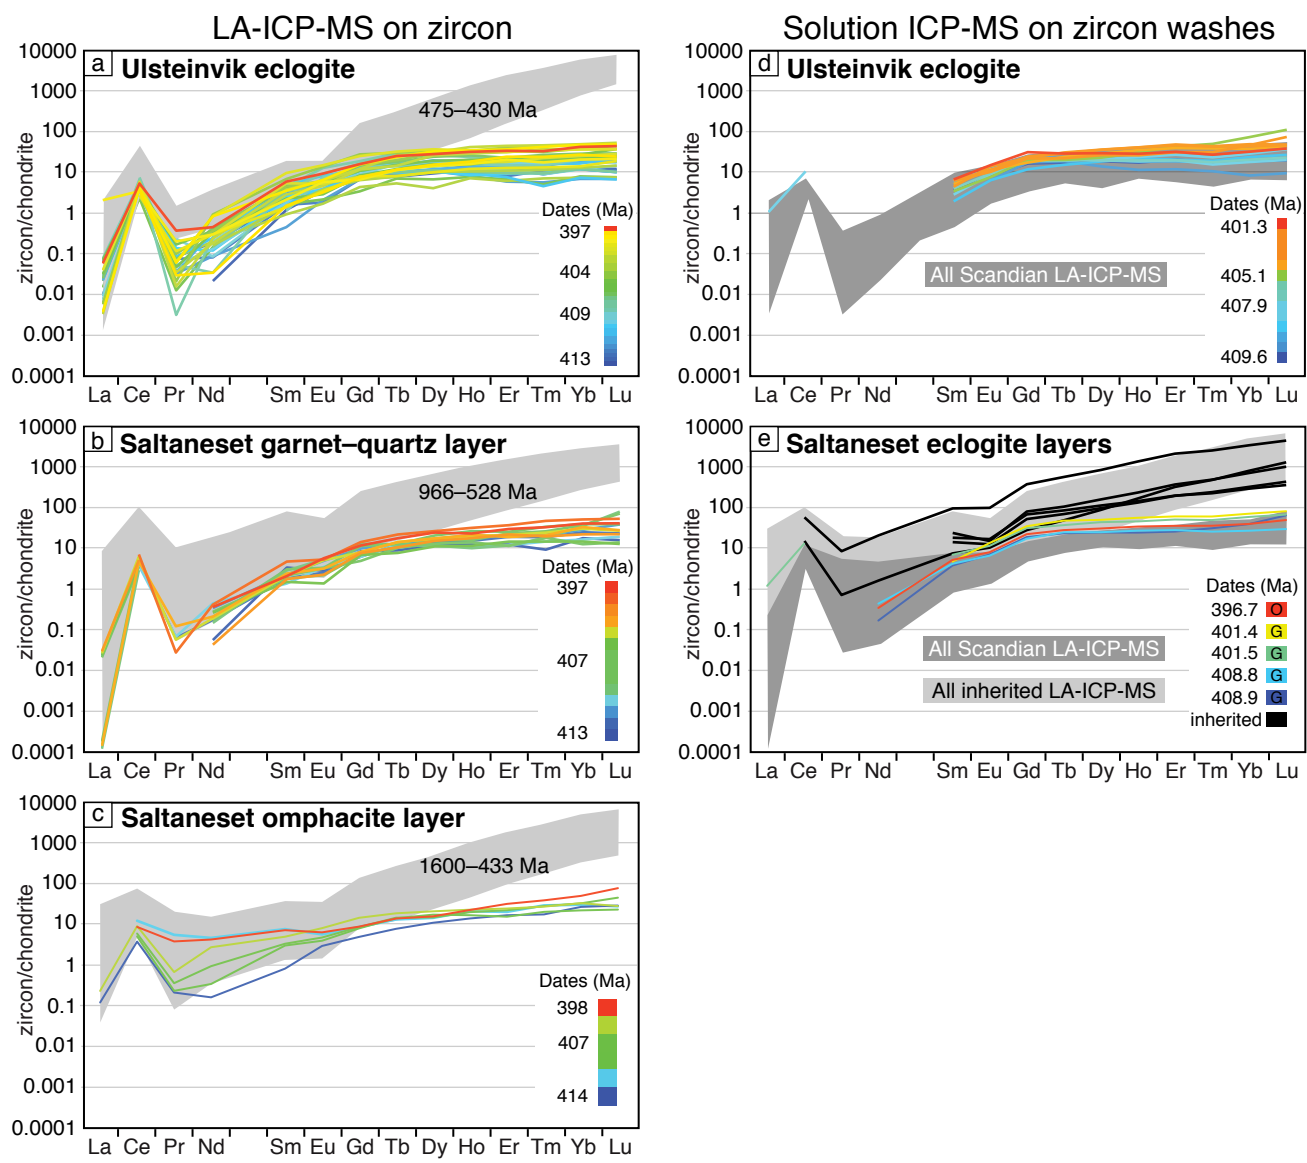 LA-ICP-MS on zircon
a Ulsteinvik eclogite
zircon/chondrite
10000
1000
100
10
1
0.1
0.01
0.001
0.0001
475–430 Ma
Dates (Ma)
397
404
409
413
La Ce Pr Nd Sm Eu Gd Tb Dy Ho Er Tm Yb Lu
b Saltaneset garnet–quartz layer
zircon/chondrite
10000
1000
100
10
1
0.1
0.01
0.001
0.0001
966–528 Ma
Dates (Ma)
397
407
413
La Ce Pr Nd Sm Eu Gd Tb Dy Ho Er Tm Yb Lu
c Saltaneset omphacite layer
zircon/chondrite
10000
1000
100
10
1
0.1
0.01
0.001
0.0001
1600–433 Ma
Dates (Ma)
398
407
414
La Ce Pr Nd Sm Eu Gd Tb Dy Ho Er Tm Yb Lu
Solution ICP-MS on zircon washes
d Ulsteinvik eclogite
zircon/chondrite
10000
1000
100
10
1
0.1
0.01
0.001
0.0001
All Scandian LA-ICP-MS
Dates (Ma)
401.3
405.1
407.9
409.6
La Ce Pr Nd Sm Eu Gd Tb Dy Ho Er Tm Yb Lu
e Saltaneset eclogite layers
zircon/chondrite
10000
1000
100
10
1
0.1
0.01
0.001
0.0001
All Scandian LA-ICP-MS
All inherited LA-ICP-MS
Dates (Ma)
396.7 O
401.4 G
401.5 G
408.8 G
408.9 G
inherited
La Ce Pr Nd Sm Eu Gd Tb Dy Ho Er Tm Yb Lu